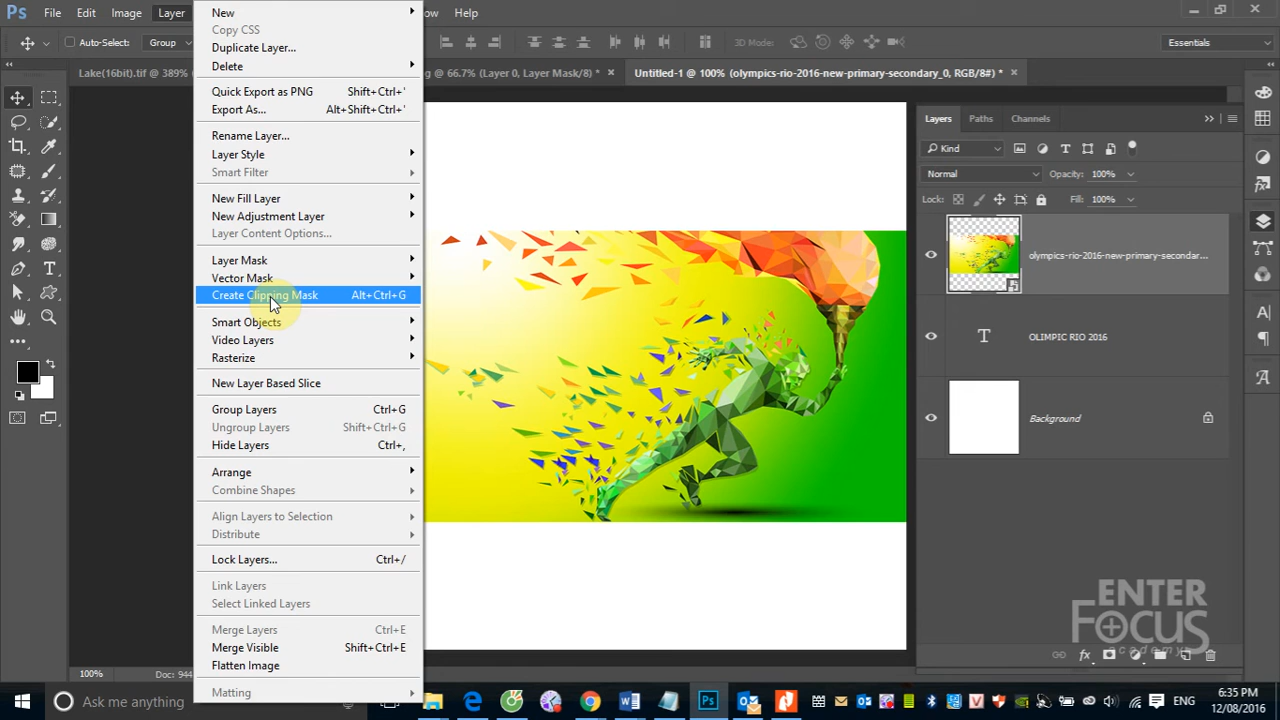 Ps File Edit Image Layer ow Help
Auto-Select: Group 3D Modes Essentials
Lake(16bit).tif @ 389% ng @ 66.7% (Layer 0, Layer Mask/8) * × Untitled-1 @ 100% (olympics-rio-2016-new-primary-secondary_0, RGB/8#) * ×
New
Copy CSS
Duplicate Layer...
Delete
Quick Export as PNG Shift+Ctrl+'
Export As... Alt+Shift+Ctrl+'
Rename Layer...
Layer Style
Smart Filter
New Fill Layer
New Adjustment Layer
Layer Content Options...
Layer Mask
Vector Mask
Create Clipping Mask Alt+Ctrl+G
Smart Objects
Video Layers
Rasterize
New Layer Based Slice
Group Layers Ctrl+G
Ungroup Layers Shift+Ctrl+G
Hide Layers Ctrl+,
Arrange
Combine Shapes
Align Layers to Selection
Distribute
Lock Layers... Ctrl+/
Link Layers
Select Linked Layers
Merge Layers Ctrl+E
Merge Visible Shift+Ctrl+E
Flatten Image
Matting
Layers Paths Channels
Kind
Normal Opacity: 100%
Lock: Fill: 100%
olympics-rio-2016-new-primary-secondar...
T OLIMPIC RIO 2016
Background
ENTER
FOCUS
academy
100% Doc: 944
Ask me anything
ENG
6:35 PM
12/08/2016